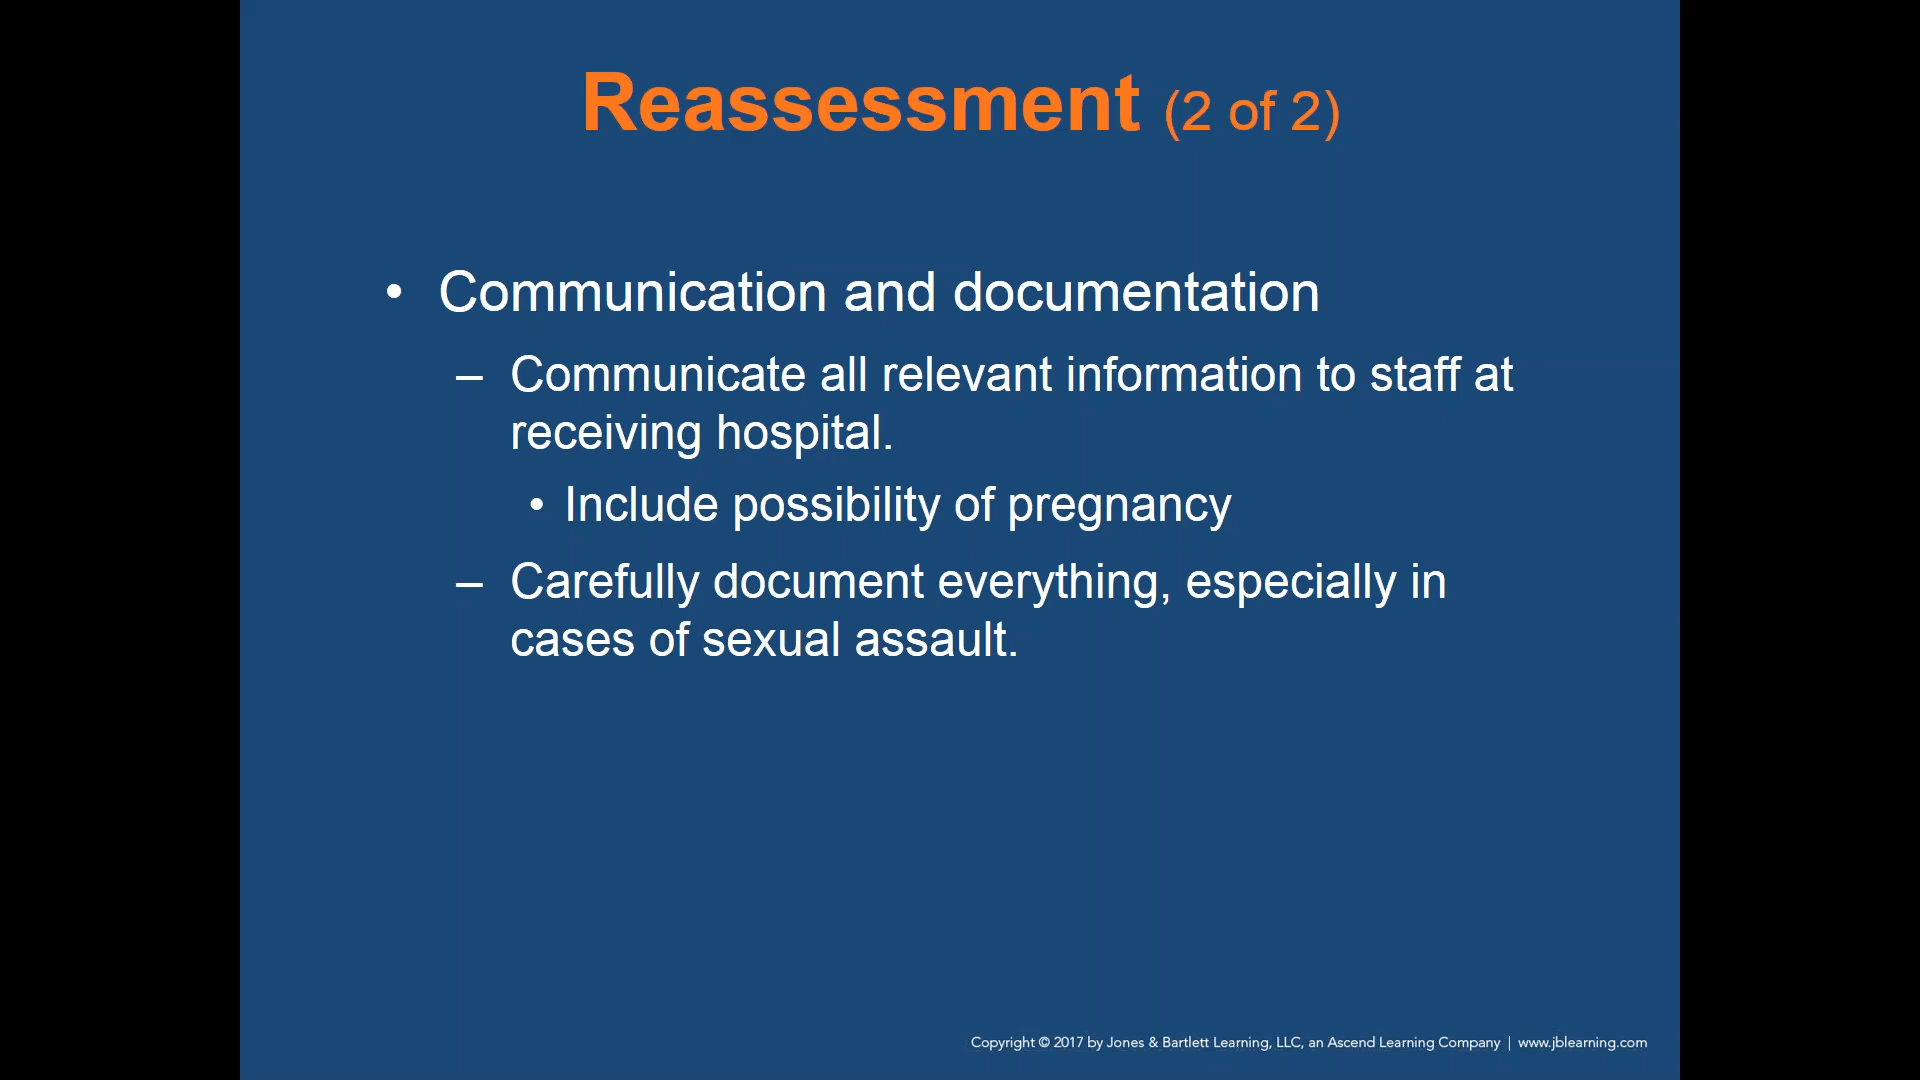 Reassessment (2 of 2)
• Communication and documentation
– Communicate all relevant information to staff at
receiving hospital.
• Include possibility of pregnancy
– Carefully document everything, especially in
cases of sexual assault.
Copyright © 2017 by Jones & Bartlett Learning, LLC, an Ascend Learning Company | www.jblearning.com